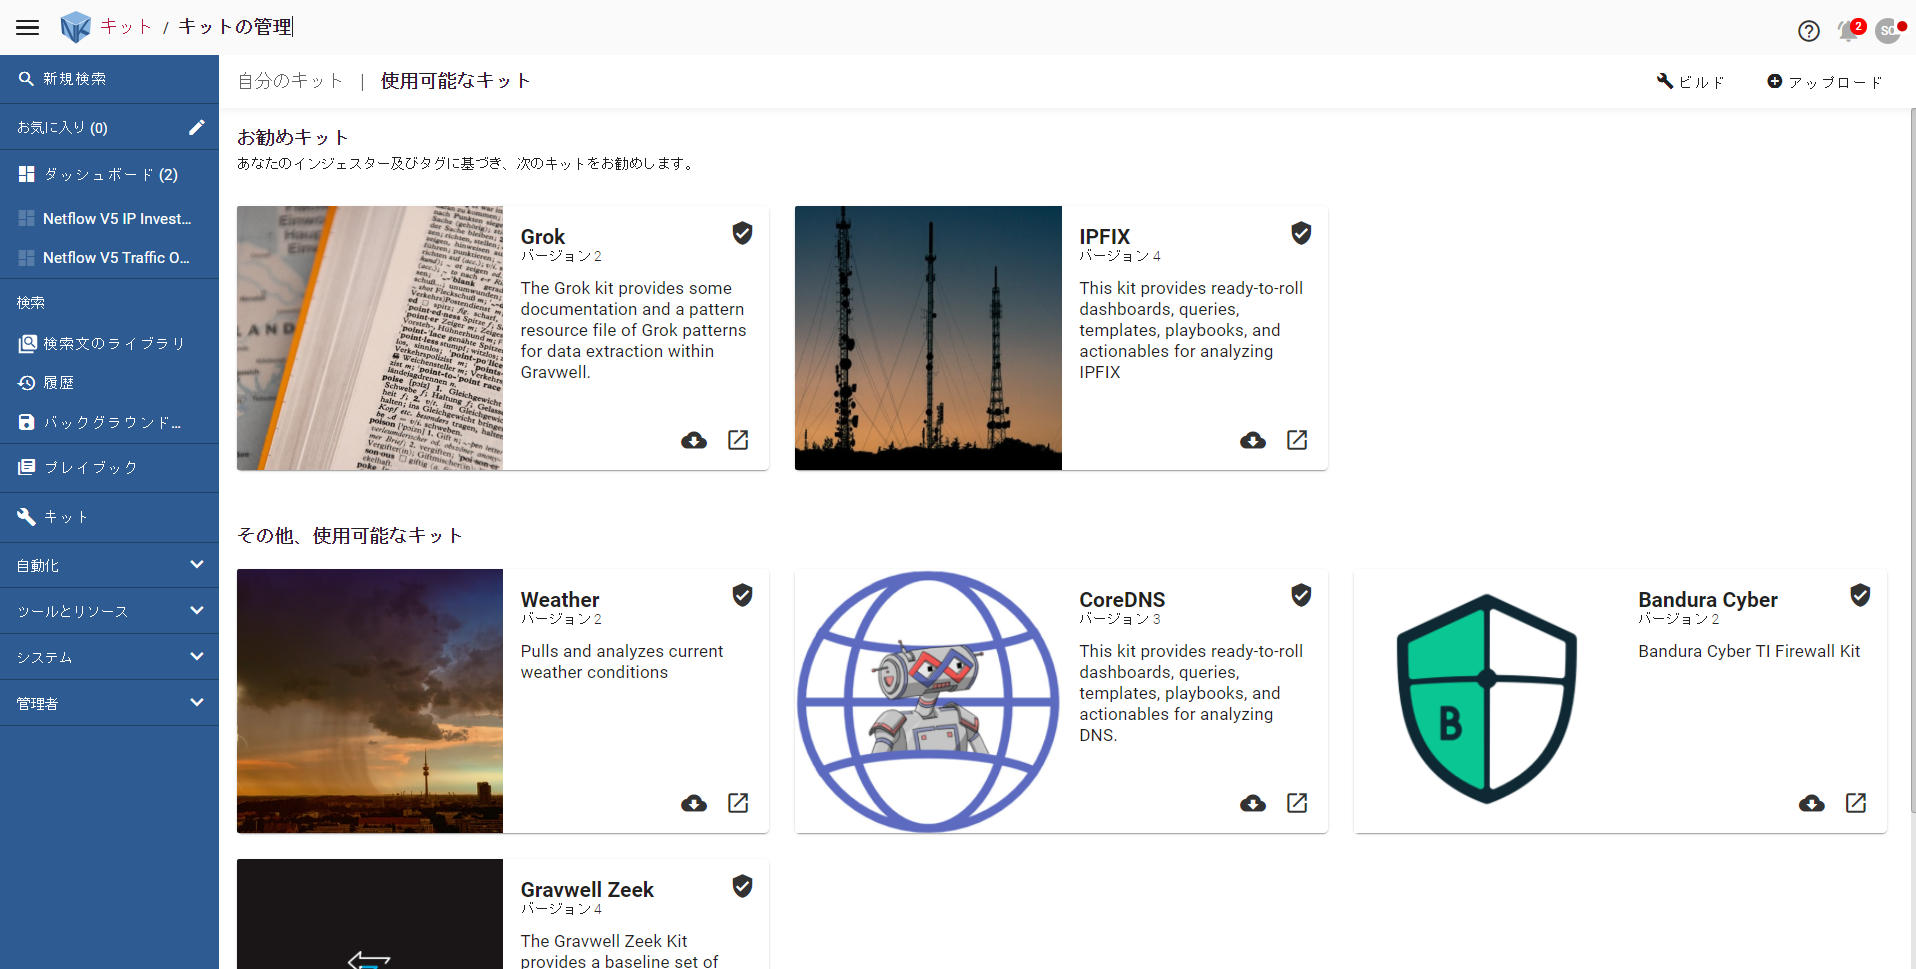 キット / キットの管理
2
SC
新規検索
お気に入り (0)
ダッシュボード (2)
Netflow V5 IP Invest...
Netflow V5 Traffic O...
検索
検索文のライブラリ
履歴
バックグラウンド...
プレイブック
キット
自動化
ツールとリソース
システム
管理者
自分のキット | 使用可能なキット
ビルド
アップロード
お勧めキット
あなたのインジェスター及びタグに基づき、次のキットをお勧めします。
Grok
バージョン 2
The Grok kit provides some
documentation and a pattern
resource file of Grok patterns
for data extraction within
Gravwell.
IPFIX
バージョン 4
This kit provides ready-to-roll
dashboards, queries,
templates, playbooks, and
actionables for analyzing
IPFIX
その他、使用可能なキット
Weather
バージョン 2
Pulls and analyzes current
weather conditions
CoreDNS
バージョン 3
This kit provides ready-to-roll
dashboards, queries,
templates, playbooks, and
actionables for analyzing
DNS.
B
Bandura Cyber
バージョン 2
Bandura Cyber TI Firewall Kit
Gravwell Zeek
バージョン 4
The Gravwell Zeek Kit
provides a baseline set of